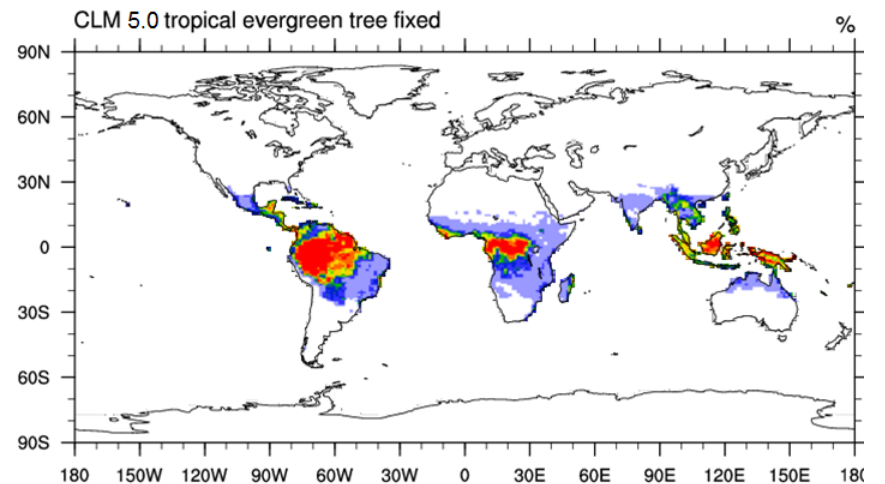 CLM 5.0 tropical evergreen tree fixed
%
90N
60N
30N
0
30S
60S
90S
180 150W 120W 90W 60W 30W 0 30E 60E 90E 120E 150E 180